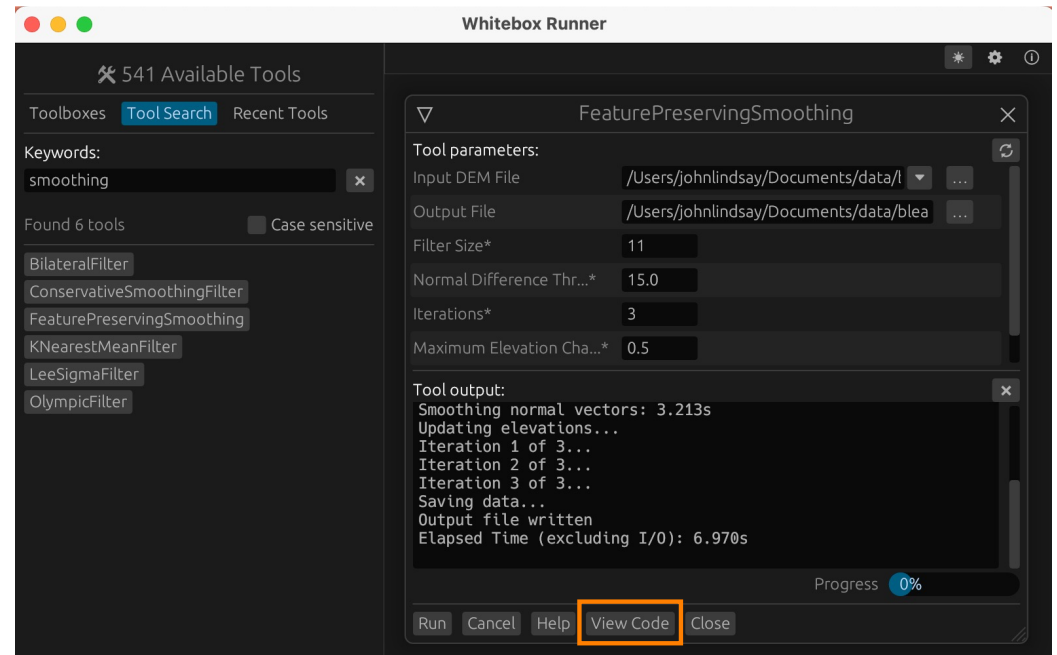 Whitebox Runner
541 Available Tools
Toolboxes Tool Search Recent Tools
Keywords:
smoothing
Found 6 tools Case sensitive
BilateralFilter
ConservativeSmoothingFilter
FeaturePreservingSmoothing
KNearestMeanFilter
LeeSigmaFilter
OlympicFilter
FeaturePreservingSmoothing
Tool parameters:
Input DEM File /Users/johnlindsay/Documents/data/
Output File /Users/johnlindsay/Documents/data/blea
Filter Size* 11
Normal Difference Thr...* 15.0
Iterations* 3
Maximum Elevation Cha...* 0.5
Tool output:
Smoothing normal vectors: 3.213s
Updating elevations...
Iteration 1 of 3...
Iteration 2 of 3...
Iteration 3 of 3...
Saving data...
Output file written
Elapsed Time (excluding I/O): 6.970s
Progress 0%
Run Cancel Help View Code Close